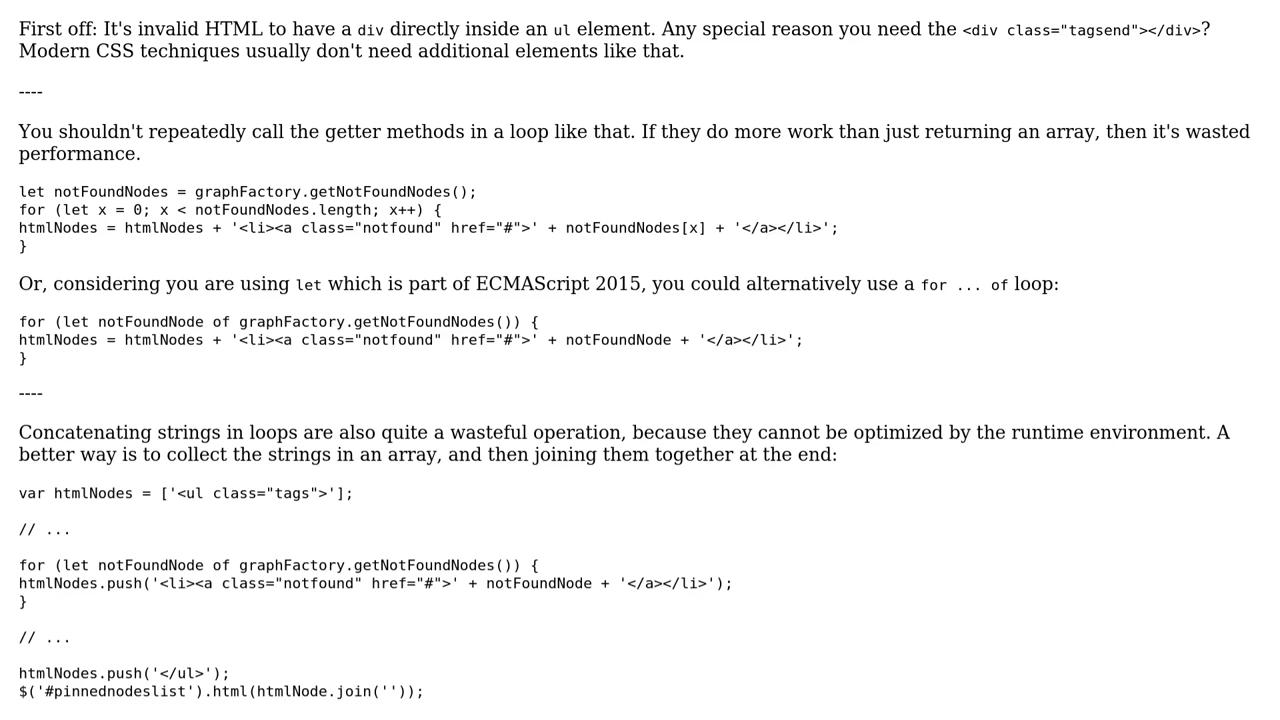 First off: It's invalid HTML to have a div directly inside an ul element. Any special reason you need the <div class="tagsend"></div>?
Modern CSS techniques usually don't need additional elements like that.
----
You shouldn't repeatedly call the getter methods in a loop like that. If they do more work than just returning an array, then it's wasted
performance.
let notFoundNodes = graphFactory.getNotFoundNodes();
for (let x = 0; x < notFoundNodes.length; x++) {
htmlNodes = htmlNodes + '<li><a class="notfound" href="#">' + notFoundNodes[x] + '</a></li>';
}
Or, considering you are using let which is part of ECMAScript 2015, you could alternatively use a for ... of loop:
for (let notFoundNode of graphFactory.getNotFoundNodes()) {
htmlNodes = htmlNodes + '<li><a class="notfound" href="#">' + notFoundNode + '</a></li>';
}
----
Concatenating strings in loops are also quite a wasteful operation, because they cannot be optimized by the runtime environment. A
better way is to collect the strings in an array, and then joining them together at the end:
var htmlNodes = ['<ul class="tags">'];
// ...
for (let notFoundNode of graphFactory.getNotFoundNodes()) {
htmlNodes.push('<li><a class="notfound" href="#">' + notFoundNode + '</a></li>');
}
// ...
htmlNodes.push('</ul>');
$('#pinnednodeslist').html(htmlNode.join(''));